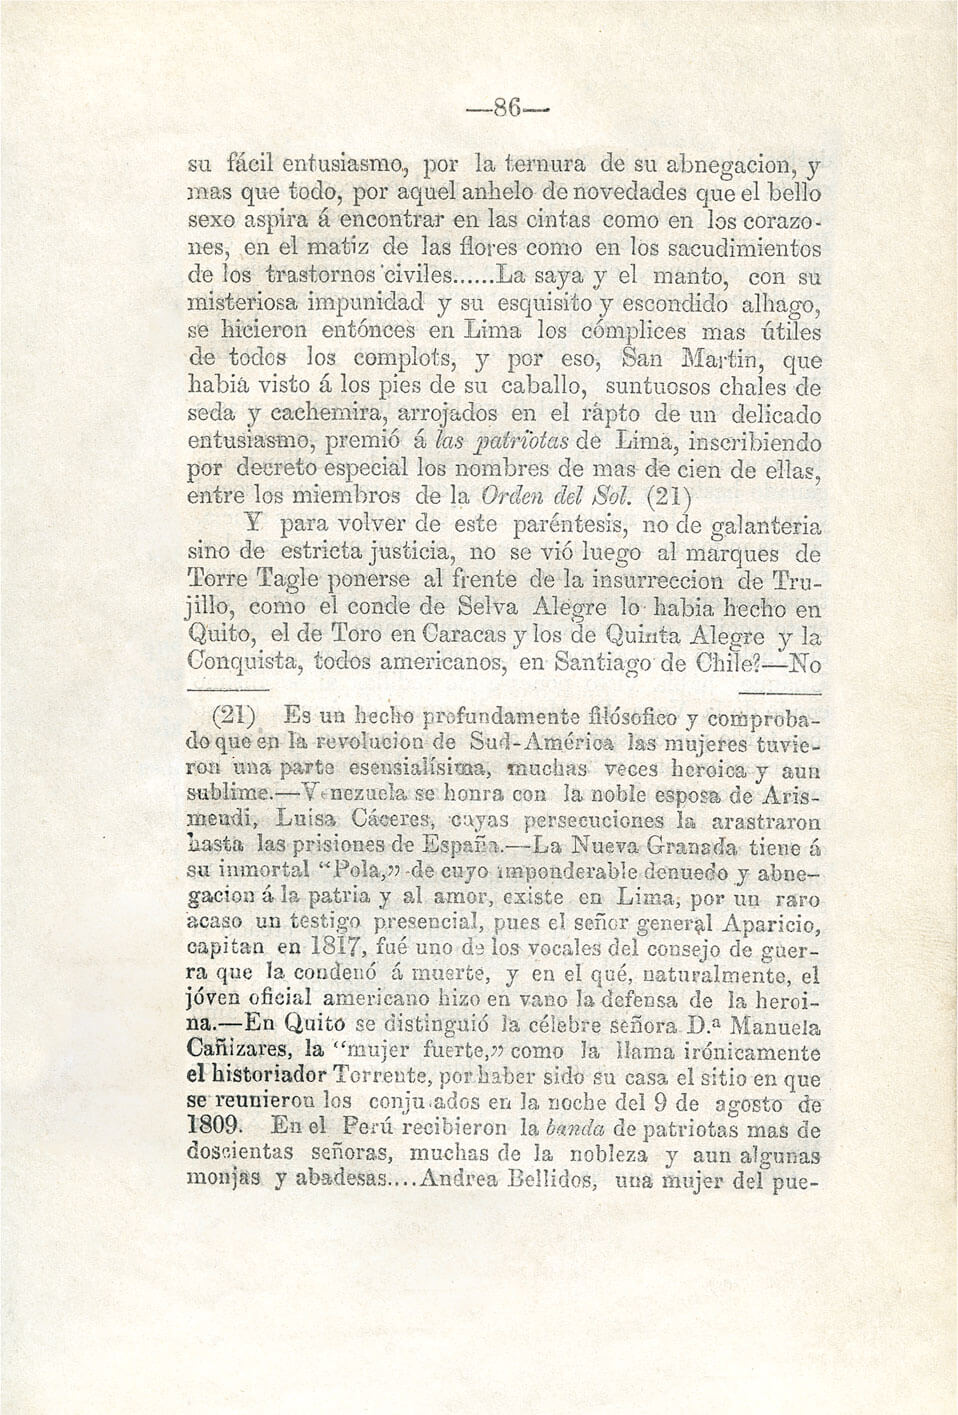 —86—
su fácil entusiasmo, por la ternura de su abnegacion, y
mas que todo, por aquel anhelo de novedades que el bello
sexo aspira á encontrar en las cintas como en los corazo-
nes, en el matiz de las flores como en los sacudimientos
de los trastornos civiles......La saya y el manto, con su
misteriosa impunidad y su esquisito y escondido alhago,
se hicieron entónces en Lima los cómplices mas útiles
de todos los complots, y por eso, San Martin, que
habia visto á los pies de su caballo, suntuosos chales de
seda y cachemira, arrojados en el rápto de un delicado
entusiasmo, premió á las patriotas de Lima, inscribiendo
por decreto especial los nombres de mas de cien de ellas,
entre los miembros de la Orden del Sol. (21)
Y para volver de este paréntesis, no de galanteria
sino de estricta justicia, no se vió luego al marques de
Torre Tagle ponerse al frente de la insurreccion de Tru-
jillo, como el conde de Selva Alegre lo habia hecho en
Quito, el de Toro en Caracas y los de Quinta Alegre y la
Conquista, todos americanos, en Santiago de Chile?—No
(21) Es un hecho profundamente filósofico y comproba-
do que en la revolucion de Sud-América las mujeres tuvie-
ron una parte esensialísima, muchas veces heroica y aun
sublime.—Venezuela se honra con la noble esposa de Aris-
mendi, Luisa Cáceres, cuyas persecuciones la arastraron
hasta las prisiones de España.—La Nueva Granada tiene á
su inmortal “Pola,” de cuyo imponderable denuedo y abne-
gacion á la patria y al amor, existe en Lima, por un raro
acaso un testigo presencial, pues el señor general Aparicio,
capitan en 1817, fué uno de los vocales del consejo de guer-
ra que la condenó á muerte, y en el qué, naturalmente, el
jóven oficial americano hizo en vano la defensa de la heroi-
na.—En Quito se distinguió la célebre señora D.ª Manuela
Cañizares, la “mujer fuerte,” como la llama irónicamente
el historiador Torrente, por haber sido su casa el sitio en que
se reunieron los conjurados en la noche del 9 de agosto de
1809. En el Perú recibieron la banda de patriotas mas de
doscientas señoras, muchas de la nobleza y aun algunas
monjas y abadesas....Andrea Bellidos, una mujer del pue-